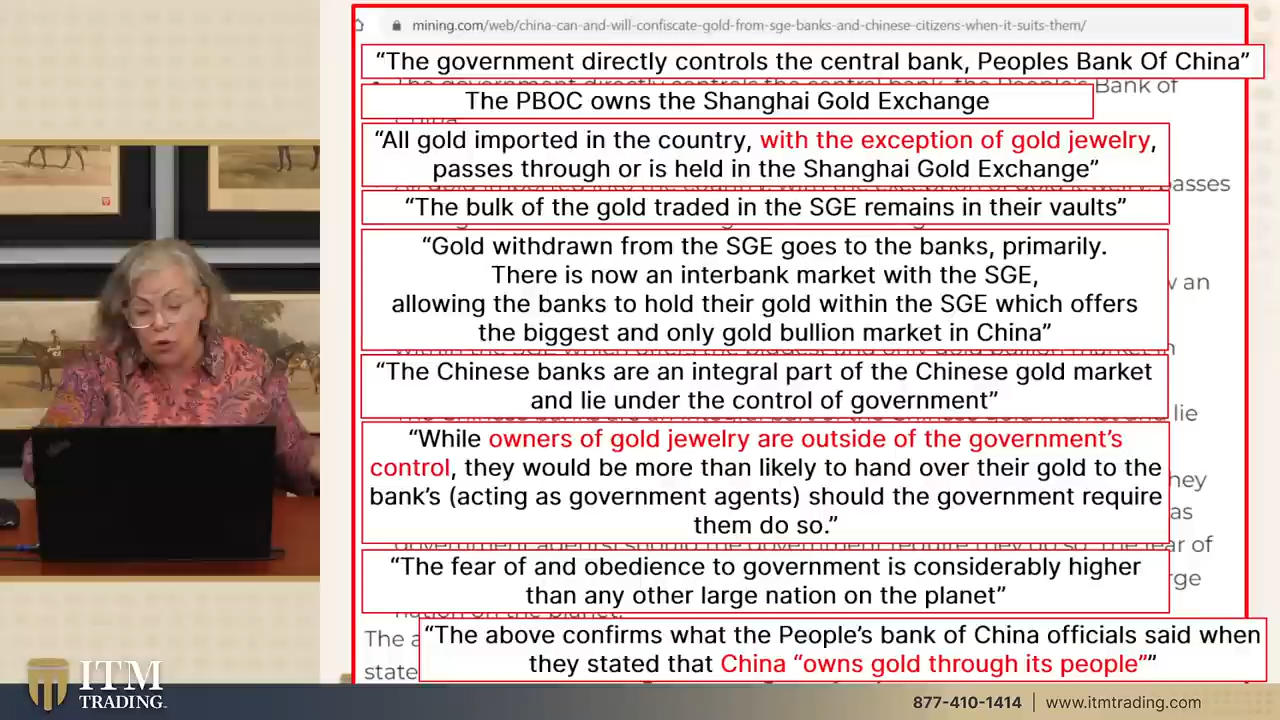 mining.com/web/china-can-and-will-confiscate-gold-from-sge-banks-and-chinese-citizens-when-it-suits-them/
“The government directly controls the central bank, Peoples Bank Of China”
Bank of
The PBOC owns the Shanghai Gold Exchange
“All gold imported in the country, with the exception of gold jewelry,
passes through or is held in the Shanghai Gold Exchange”
passes
“The bulk of the gold traded in the SGE remains in their vaults”
“Gold withdrawn from the SGE goes to the banks, primarily.
There is now an interbank market with the SGE,
an
allowing the banks to hold their gold within the SGE which offers
the biggest and only gold bullion market in China”
“The Chinese banks are an integral part of the Chinese gold market
and lie under the control of government”
lie
“While owners of gold jewelry are outside of the government’s
control, they would be more than likely to hand over their gold to the
bank’s (acting as government agents) should the government require
them do so.”
as
“The fear of and obedience to government is considerably higher
than any other large nation on the planet”
The
“The above confirms what the People’s bank of China officials said when
they stated that China “owns gold through its people””
state
ITM
TRADING
877-410-1414 | www.itmtrading.com